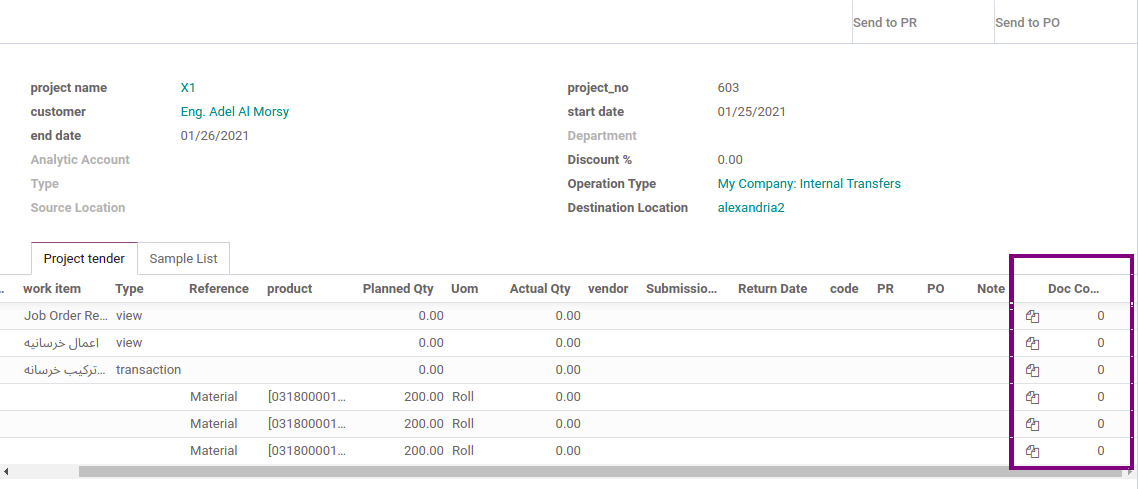 Send to PR Send to PO
project name X1 project_no 603
customer Eng. Adel Al Morsy start date 01/25/2021
end date 01/26/2021 Department
Analytic Account Discount % 0.00
Type Operation Type My Company: Internal Transfers
Source Location Destination Location alexandria2
Project tender Sample List
.. work item Type Reference product Planned Qty Uom Actual Qty vendor Submissio... Return Date code PR PO Note Doc Co...
Job Order Re... view 0.00 0.00 0
اعمال خرسانيه view 0.00 0.00 0
تركيب خرسانه... transaction 0.00 0.00 0
Material [031800001... 200.00 Roll 0.00 0
Material [031800001... 200.00 Roll 0.00 0
Material [031800001... 200.00 Roll 0.00 0